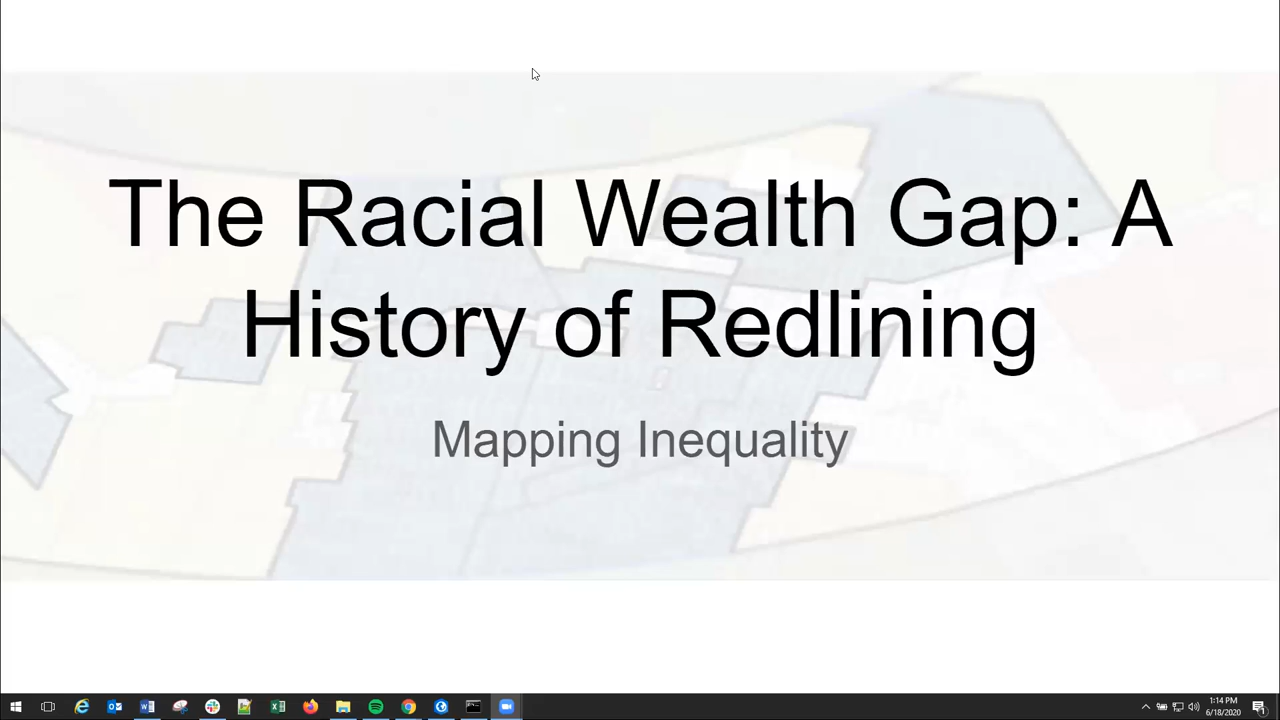 The Racial Wealth Gap: A
History of Redlining
Mapping Inequality
1:14 PM
6/18/2020